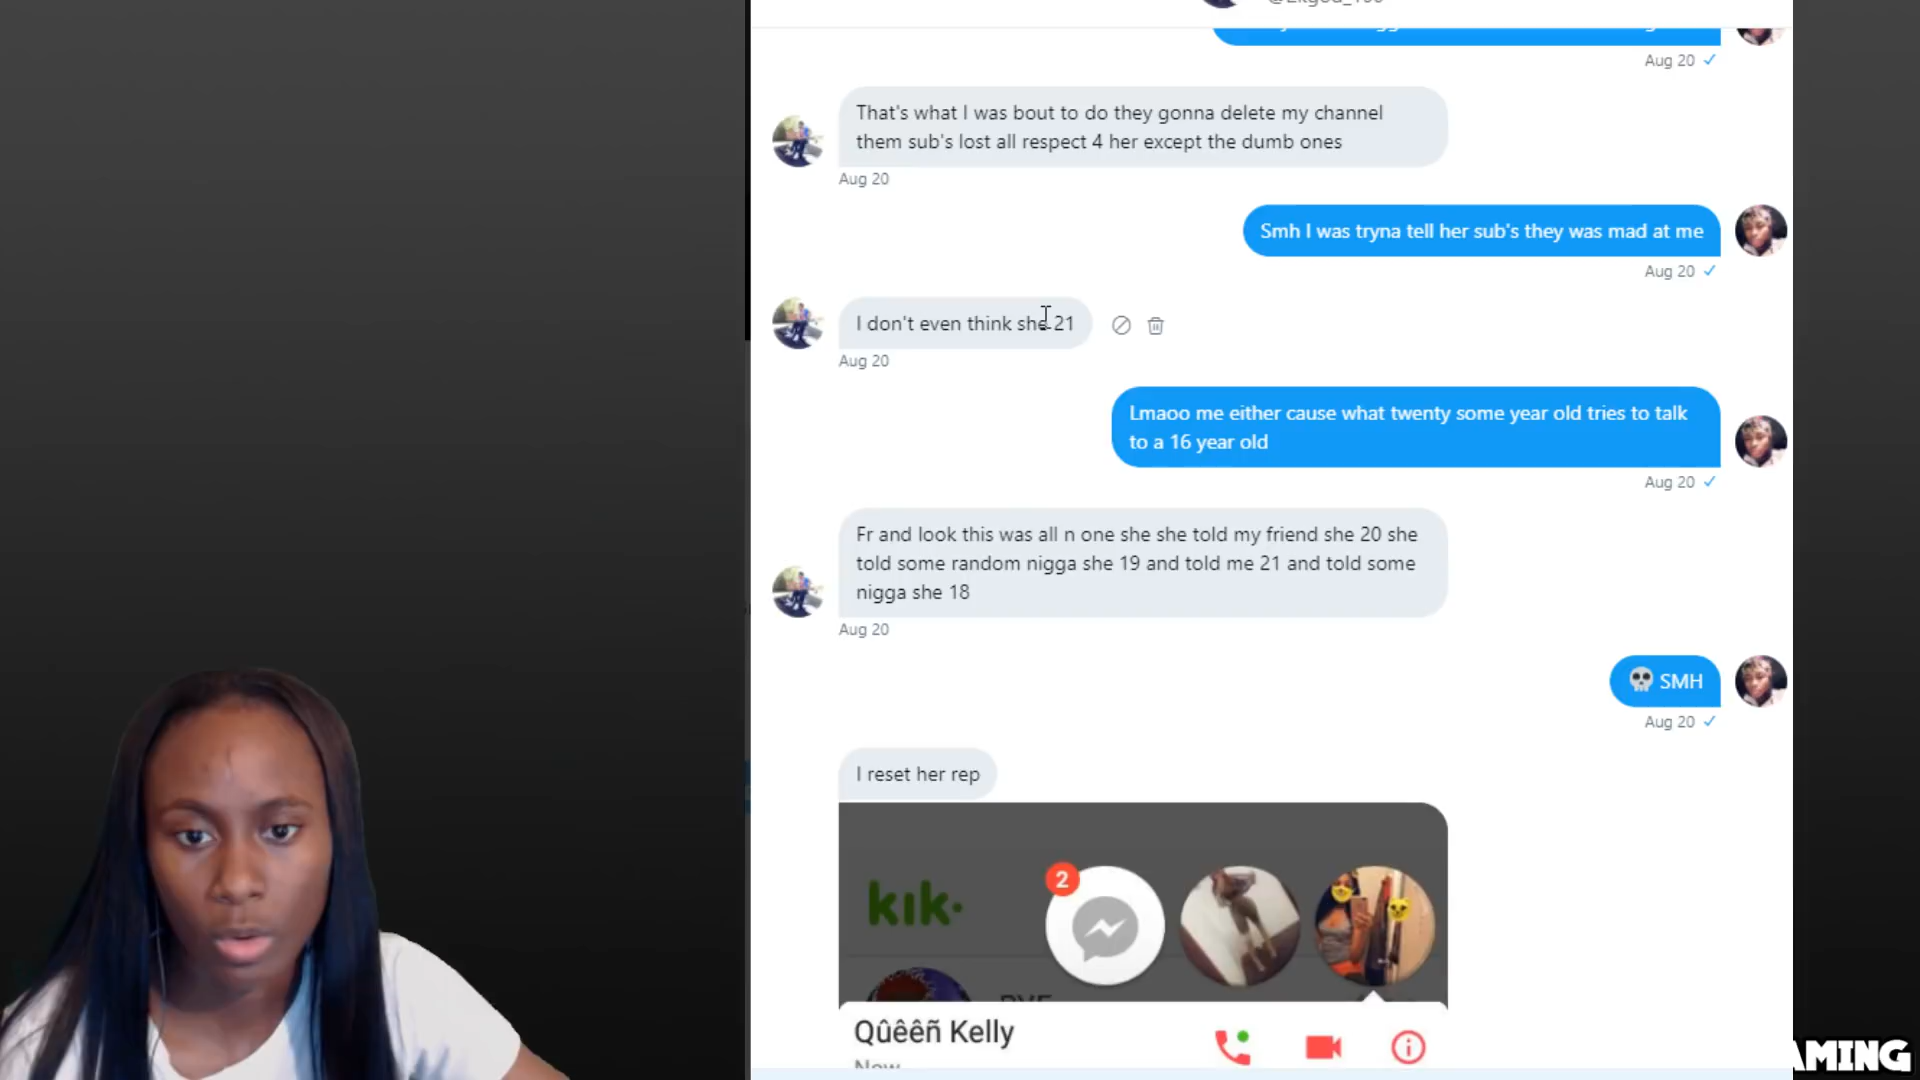 Aug 20
That's what I was bout to do they gonna delete my channel
them sub's lost all respect 4 her except the dumb ones
Aug 20
Smh I was tryna tell her sub's they was mad at me
Aug 20
I don't even think she 21
Aug 20
Lmaoo me either cause what twenty some year old tries to talk
to a 16 year old
Aug 20
Fr and look this was all n one she she told my friend she 20 she
told some random nigga she 19 and told me 21 and told some
nigga she 18
Aug 20
💀 SMH
Aug 20
I reset her rep
2
kik.
Qûêêñ Kelly
Now
AMING